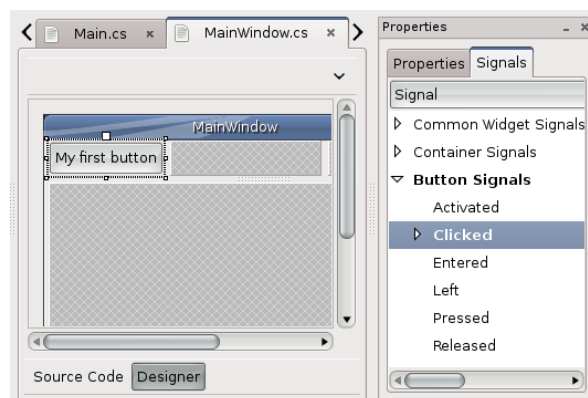 Main.cs
MainWindow.cs
MainWindow
My first button
Source Code
Designer
Properties
Properties
Signals
Signal
Common Widget Signals
Container Signals
Button Signals
Activated
Clicked
Entered
Left
Pressed
Released